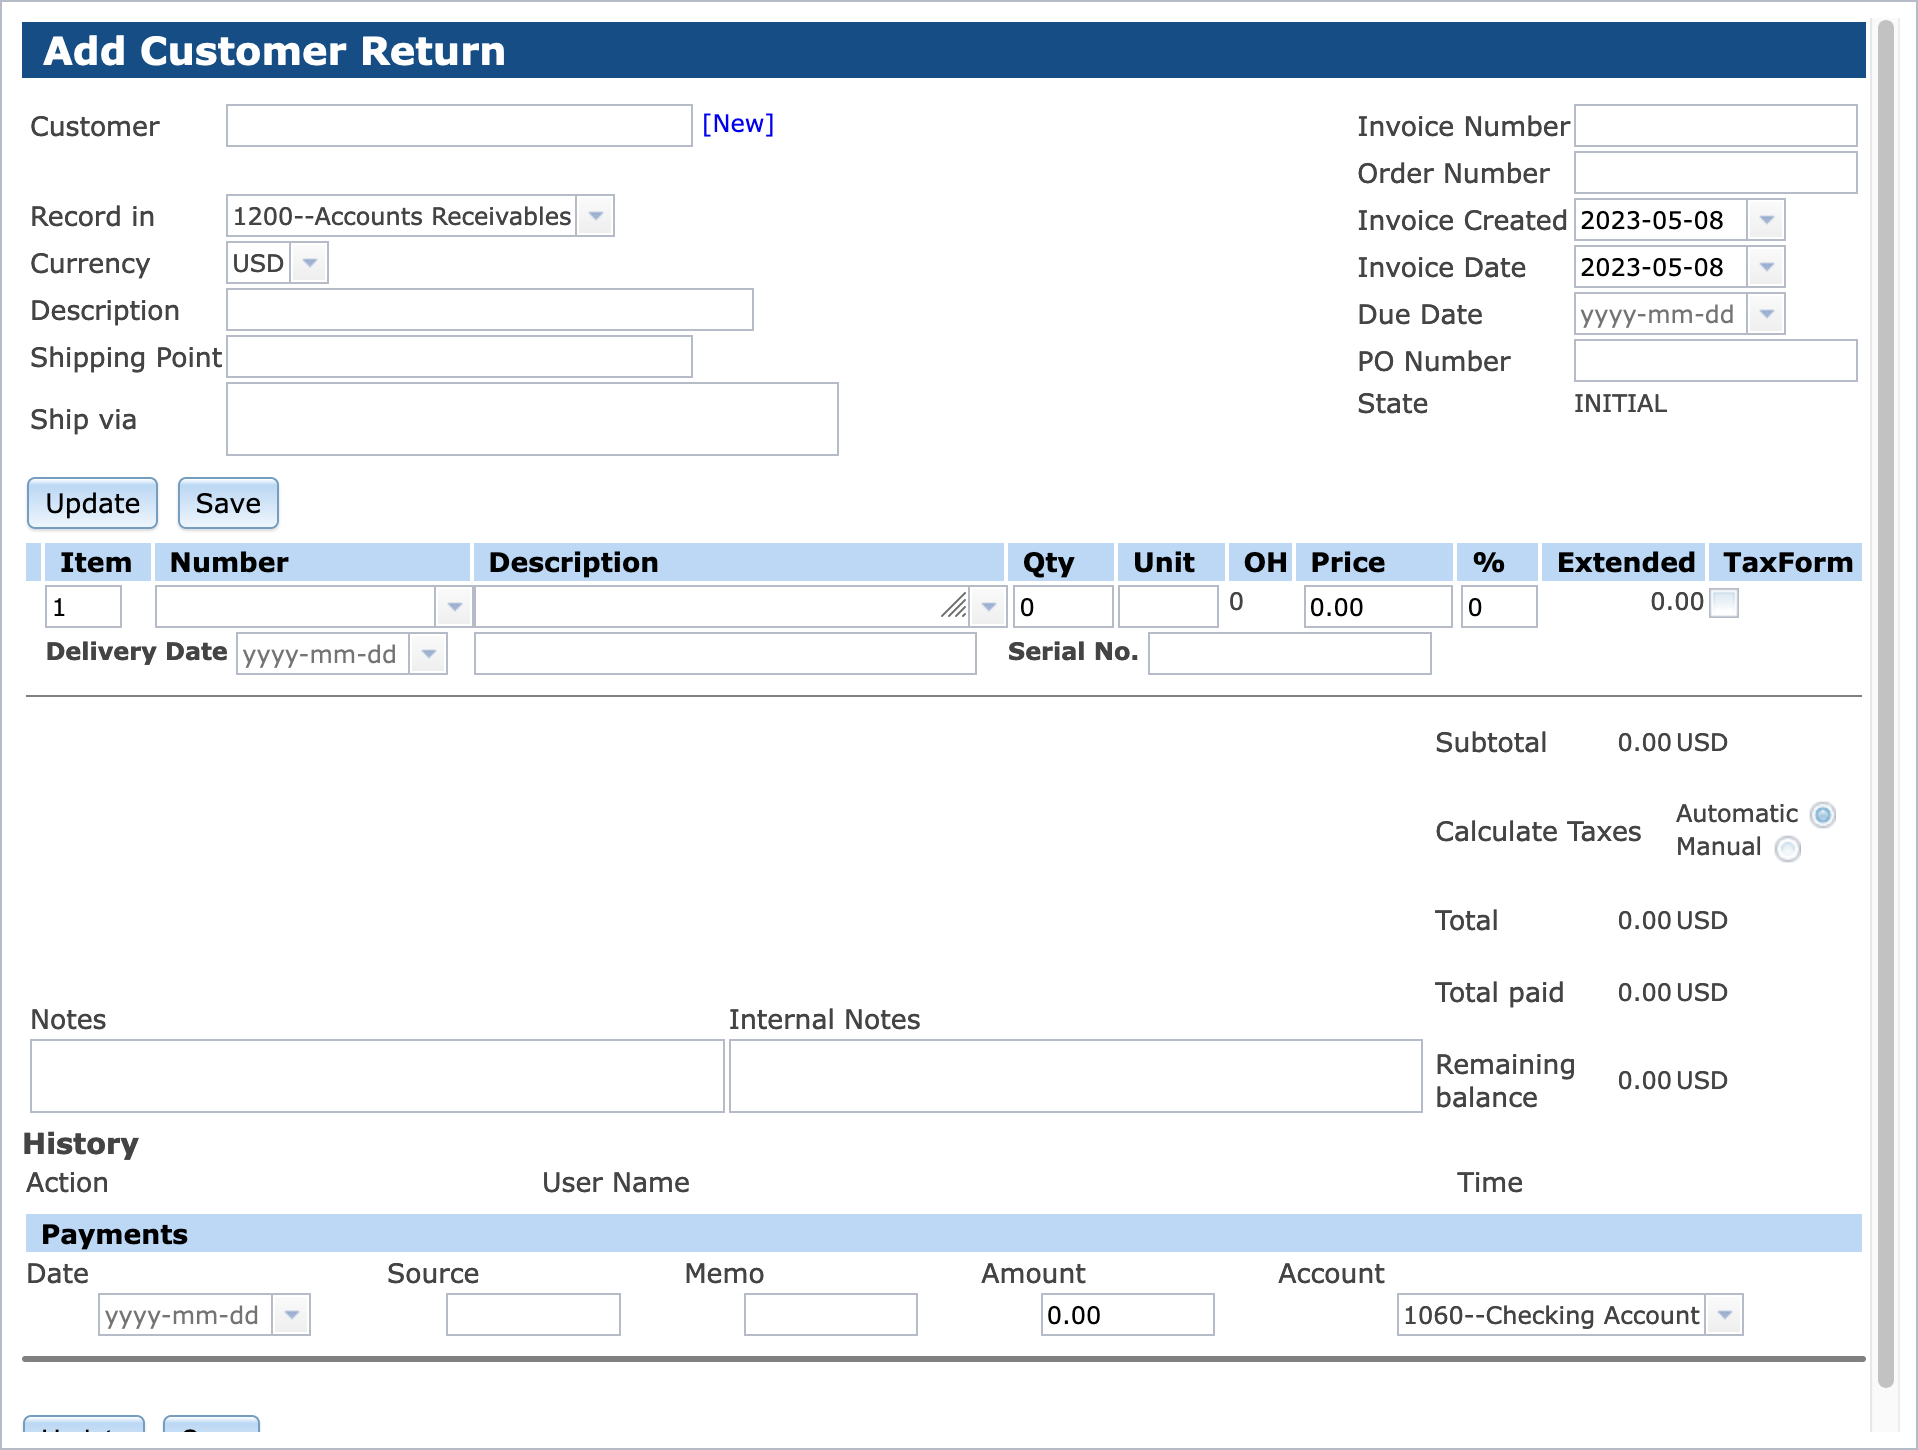 Add Customer Return
Customer [New] Invoice Number
Order Number
Record in 1200--Accounts Receivables Invoice Created 2023-05-08
Currency USD Invoice Date 2023-05-08
Description Due Date yyyy-mm-dd
Shipping Point PO Number
State INITIAL
Ship via
Update Save
Item Number Description Qty Unit OH Price % Extended TaxForm
1 0 0 0.00 0 0.00
Delivery Date yyyy-mm-dd Serial No.
Subtotal 0.00 USD
Calculate Taxes Automatic
Manual
Total 0.00 USD
Total paid 0.00 USD
Notes Internal Notes
Remaining balance 0.00 USD
History
Action User Name Time
Payments
Date Source Memo Amount Account
yyyy-mm-dd 0.00 1060--Checking Account